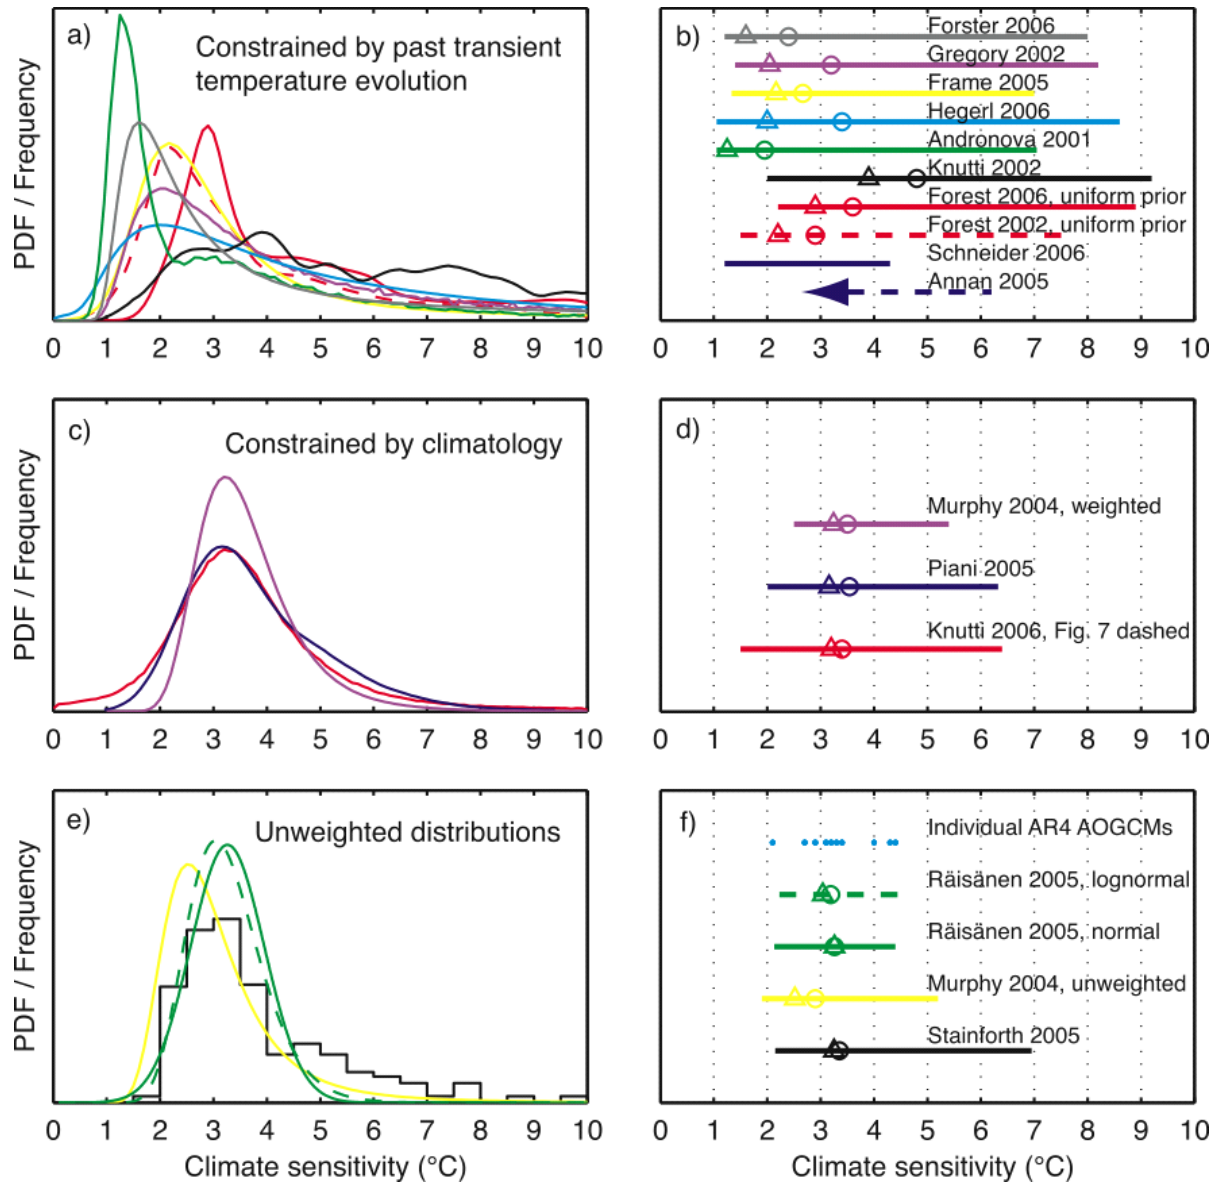 a)
Constrained by past transient
temperature evolution
PDF / Frequency
0 1 2 3 4 5 6 7 8 9 10
b)
Forster 2006
Gregory 2002
Frame 2005
Hegerl 2006
Andronova 2001
Knutti 2002
Forest 2006, uniform prior
Forest 2002, uniform prior
Schneider 2006
Annan 2005
0 1 2 3 4 5 6 7 8 9 10
c)
Constrained by climatology
PDF / Frequency
0 1 2 3 4 5 6 7 8 9 10
d)
Murphy 2004, weighted
Piani 2005
Knutti 2006, Fig. 7 dashed
0 1 2 3 4 5 6 7 8 9 10
e)
Unweighted distributions
PDF / Frequency
0 1 2 3 4 5 6 7 8 9 10
Climate sensitivity (°C)
f)
Individual AR4 AOGCMs
Räisänen 2005, lognormal
Räisänen 2005, normal
Murphy 2004, unweighted
Stainforth 2005
0 1 2 3 4 5 6 7 8 9 10
Climate sensitivity (°C)